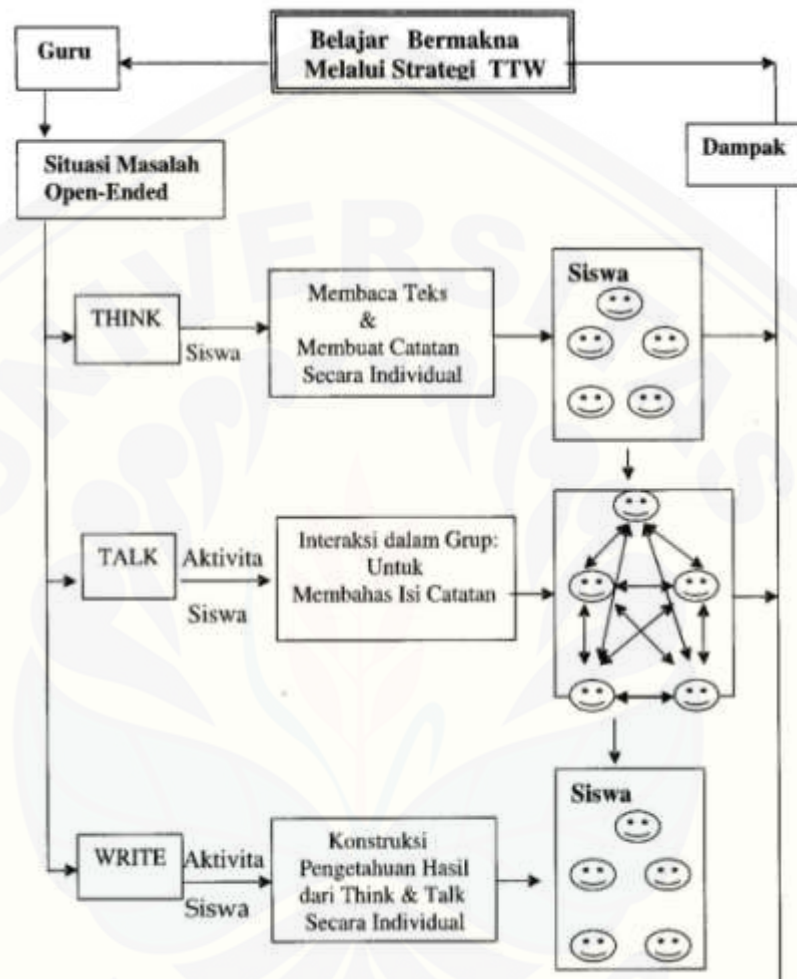 Guru
Belajar Bermakna
Melalui Strategi TTW
Dampak
Situasi Masalah
Open-Ended
THINK
Siswa
Membaca Teks
&
Membuat Catatan
Secara Individual
Siswa
TALK
Aktivita
Siswa
Interaksi dalam Grup:
Untuk
Membahas Isi Catatan
WRITE
Aktivita
Siswa
Konstruksi
Pengetahuan Hasil
dari Think & Talk
Secara Individual
Siswa
UNIVERSITAS